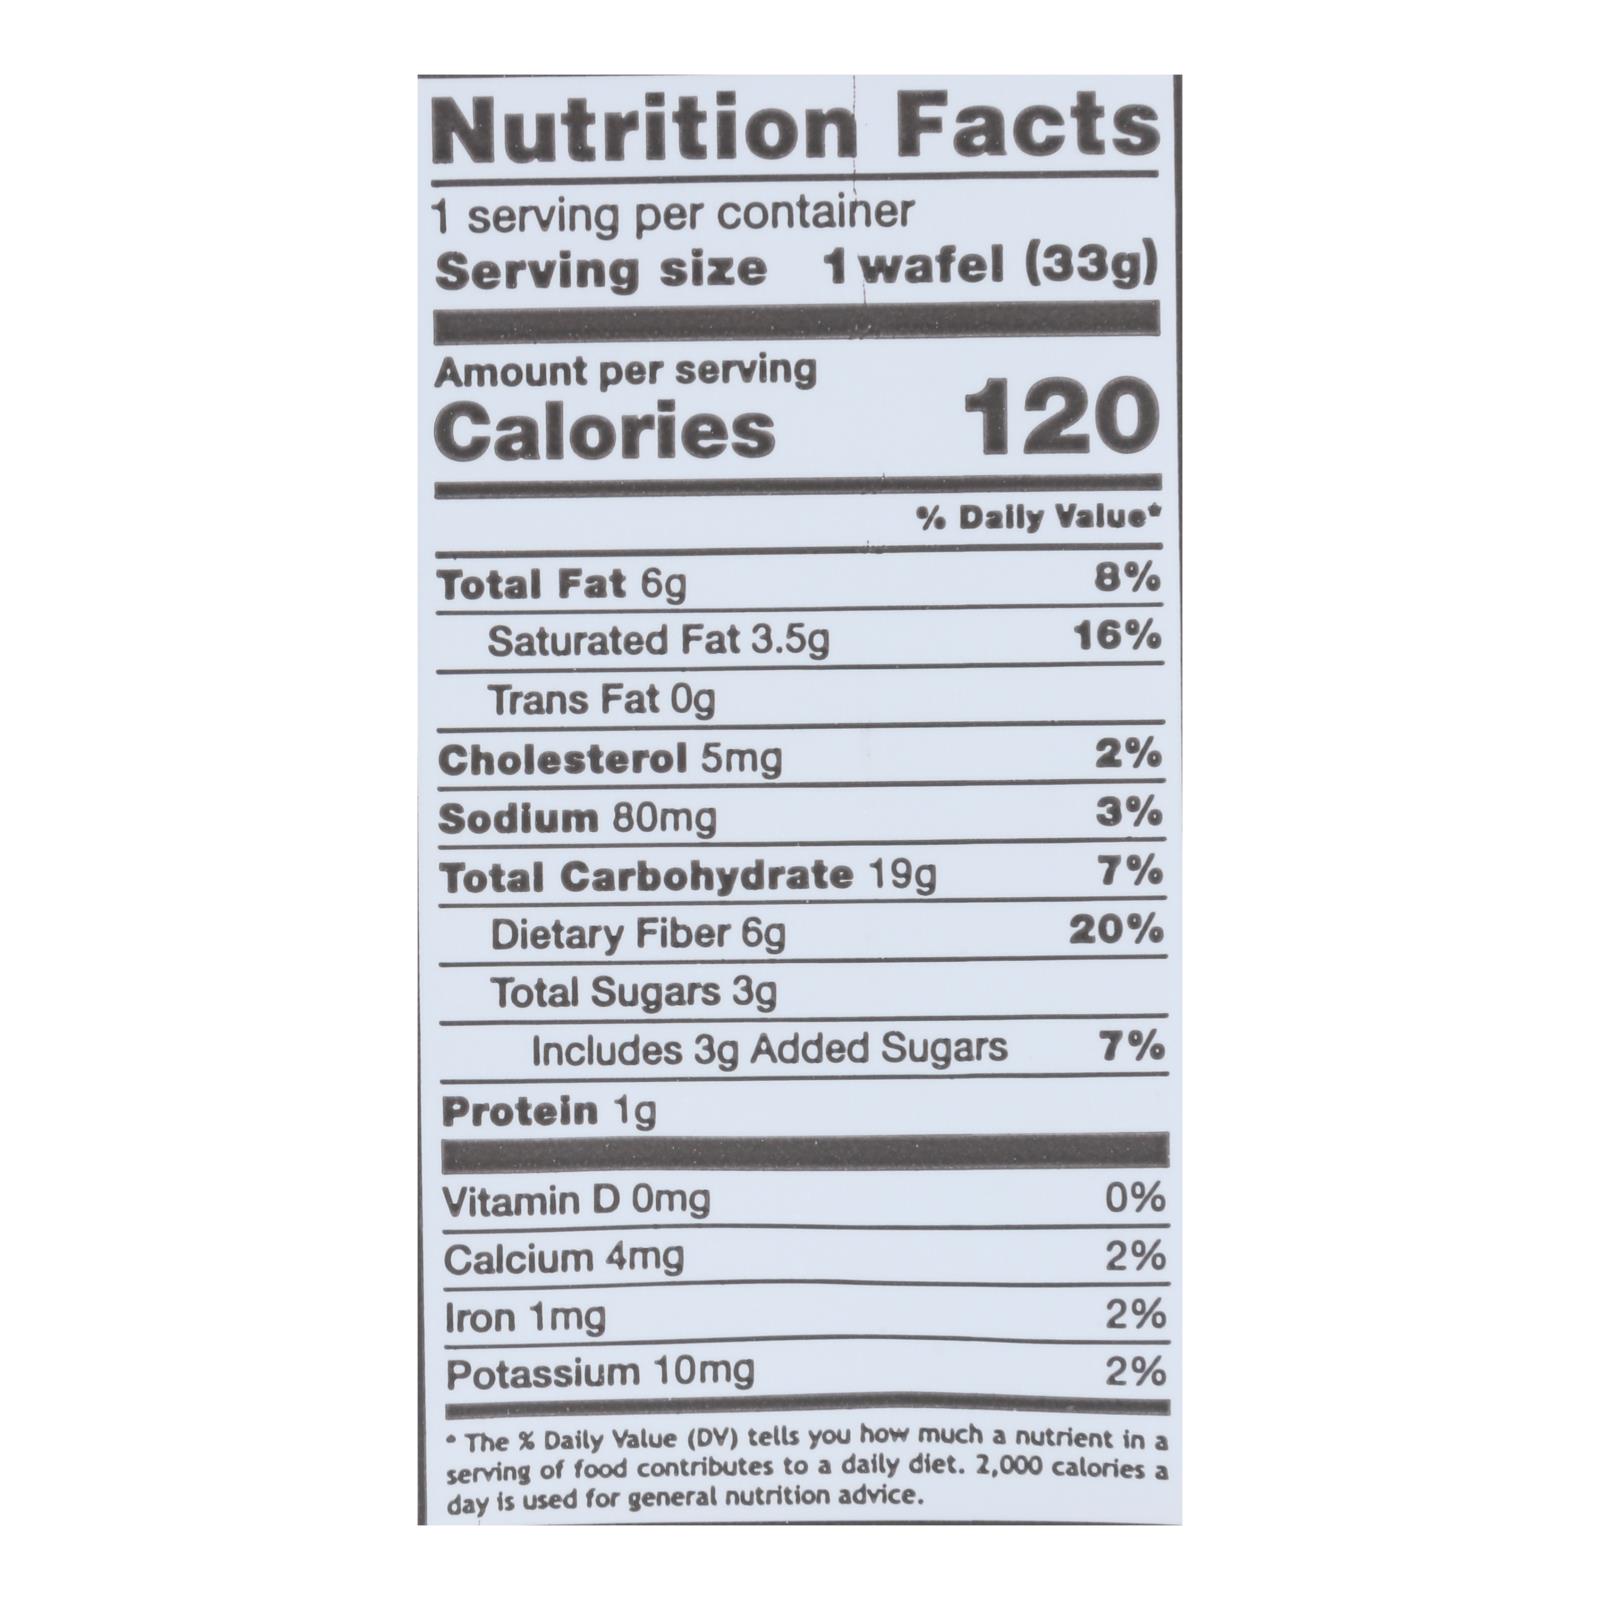 Nutrition Facts
1 serving per container
Serving size 1 wafel (33g)
Amount per serving
Calories 120
% Daily Value*
Total Fat 6g 8%
Saturated Fat 3.5g 16%
Trans Fat 0g
Cholesterol 5mg 2%
Sodium 80mg 3%
Total Carbohydrate 19g 7%
Dietary Fiber 6g 20%
Total Sugars 3g
Includes 3g Added Sugars 7%
Protein 1g
Vitamin D 0mg 0%
Calcium 4mg 2%
Iron 1mg 2%
Potassium 10mg 2%
* The % Daily Value (DV) tells you how much a nutrient in a
serving of food contributes to a daily diet. 2,000 calories a
day is used for general nutrition advice.